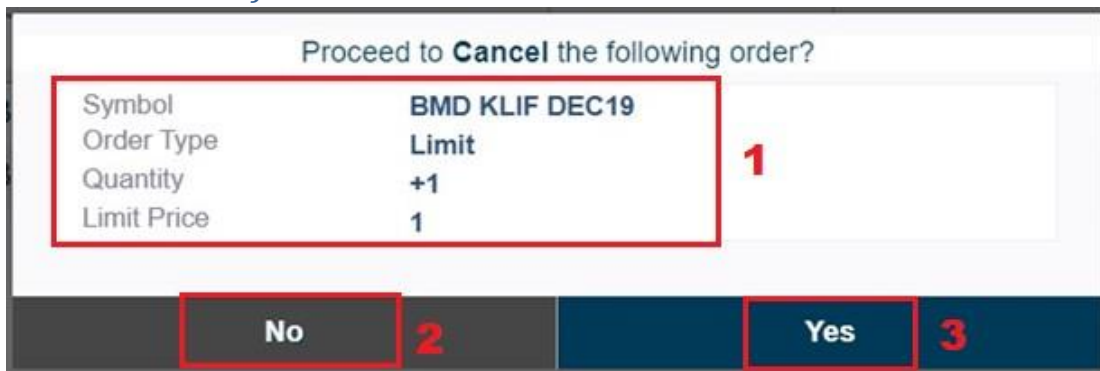 Proceed to Cancel the following order?
Symbol BMD KLIF DEC19
Order Type Limit
Quantity +1
Limit Price 1
1
No 2 Yes 3